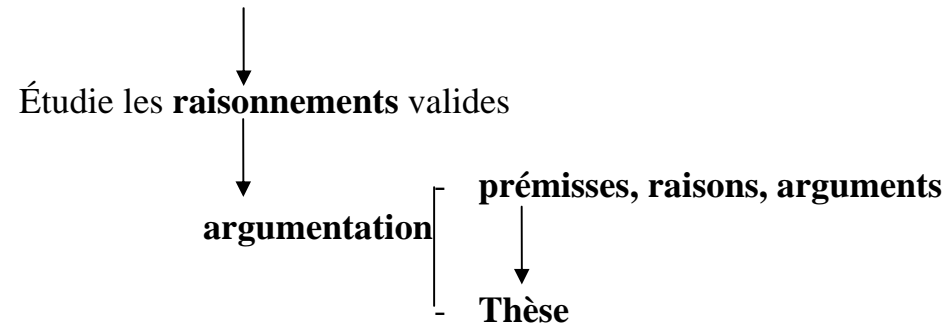 Étudie les raisonnements valides
- prémisses, raisons, arguments
argumentation
- Thèse